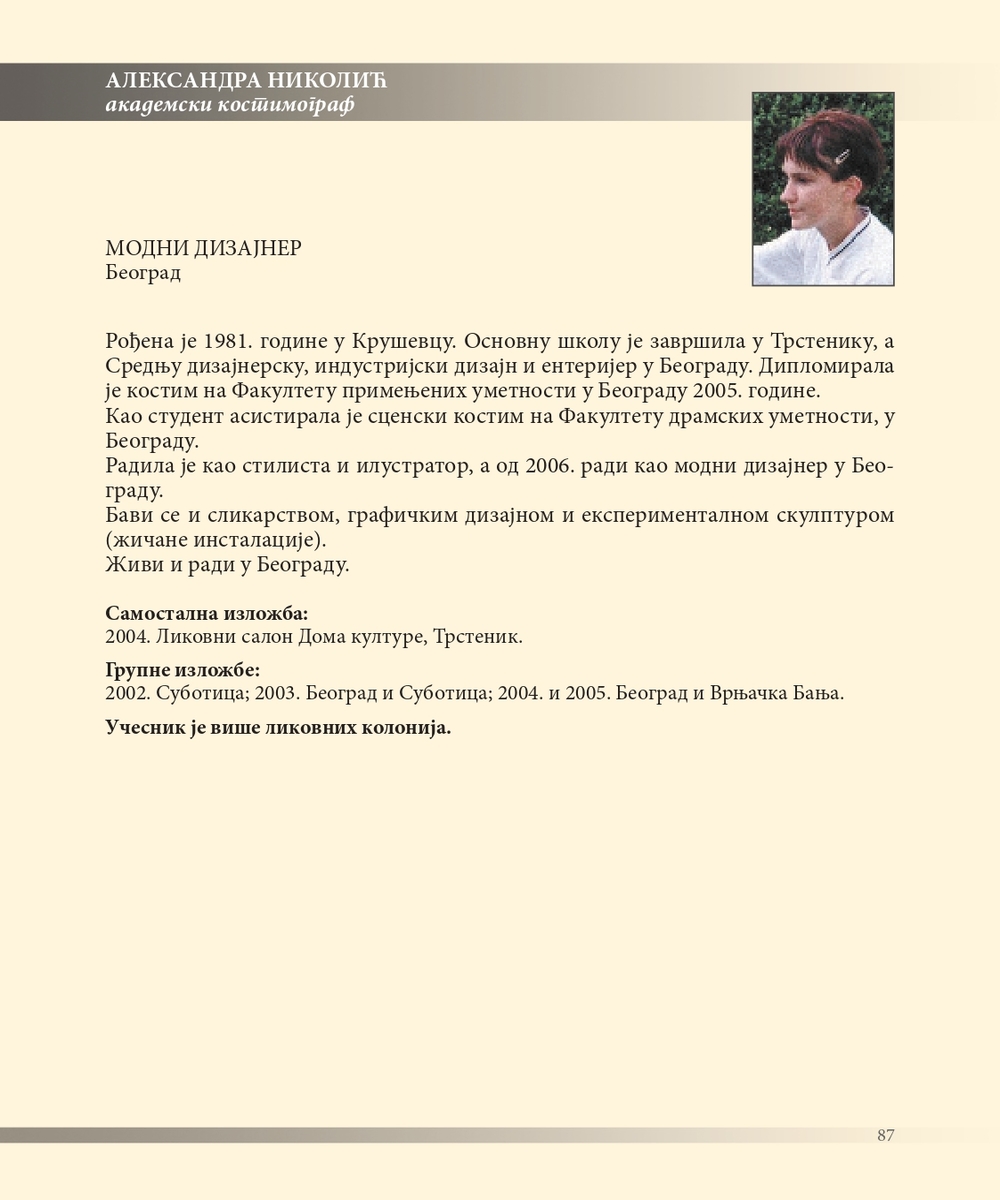 АЛЕКСАНДРА НИКОЛИЋ
академски костимограф
МОДНИ ДИЗАЈНЕР
Београд
Рођена је 1981. године у Крушевцу. Основну школу је завршила у Трстенику, а
Средњу дизајнерску, индустријски дизајн и ентеријер у Београду. Дипломирала
је костим на Факултету примењених уметности у Београду 2005. године.
Као студент асистирала је сценски костим на Факултету драмских уметности, у
Београду.
Радила је као стилиста и илустратор, а од 2006. ради као модни дизајнер у Бео-
граду.
Бави се и сликарством, графичким дизајном и експерименталном скулптуром
(жичане инсталације).
Живи и ради у Београду.
Самостална изложба:
2004. Ликовни салон Дома културе, Трстеник.
Групне изложбе:
2002. Суботица; 2003. Београд и Суботица; 2004. и 2005. Београд и Врњачка Бања.
Учесник је више ликовних колонија.
87